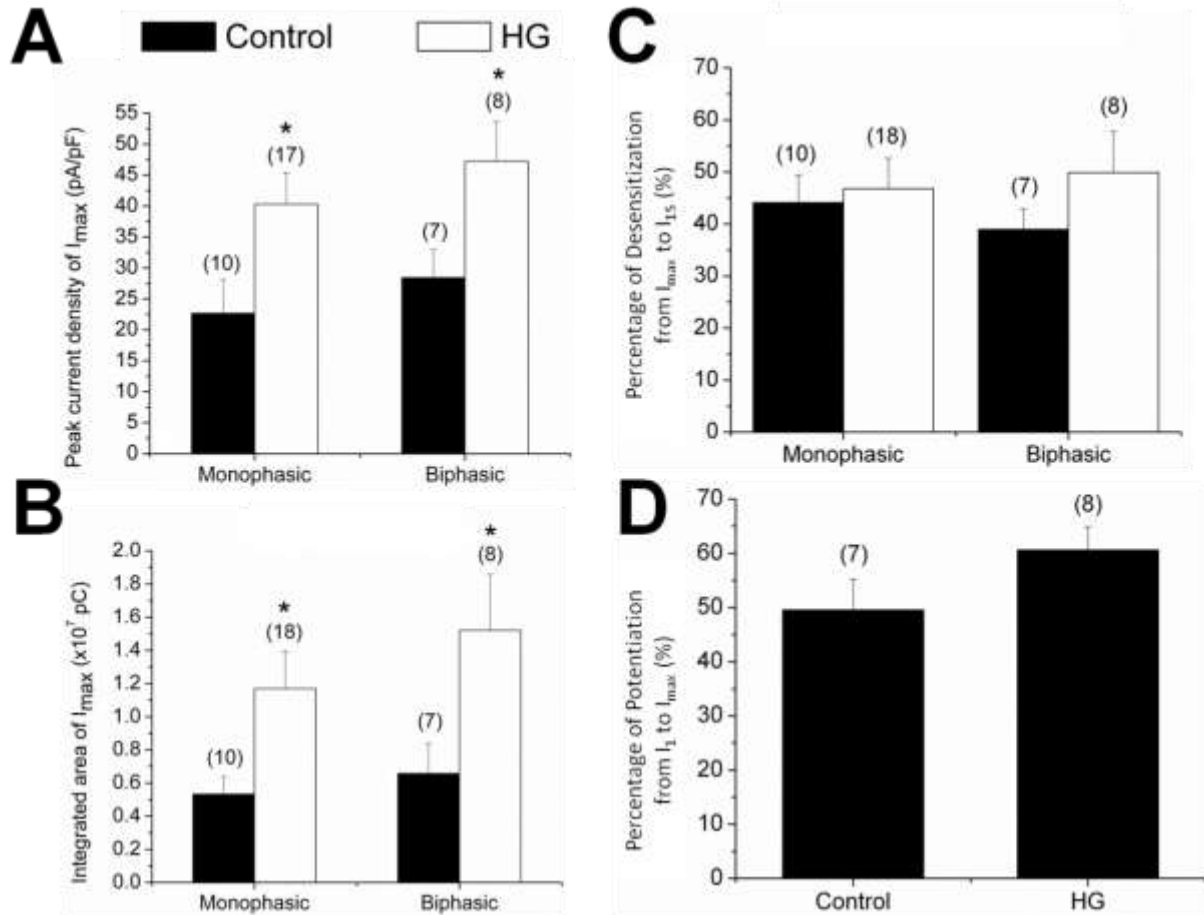 A
Control
HG
Peak current density of Imax (pA/pF)
55
50
45
40
35
30
25
20
15
10
5
0
(10)
*
(17)
(7)
*
(8)
Monophasic
Biphasic
B
Integrated area of Imax (x10⁷ pC)
2.0
1.8
1.6
1.4
1.2
1.0
0.8
0.6
0.4
0.2
0.0
(10)
*
(18)
(7)
*
(8)
Monophasic
Biphasic
C
Percentage of Desensitization
from Imax to I15 (%)
70
60
50
40
30
20
10
0
(10)
(18)
(7)
(8)
Monophasic
Biphasic
D
Percentage of Potentiation
from I1 to Imax (%)
70
60
50
40
30
20
10
0
(7)
(8)
Control
HG